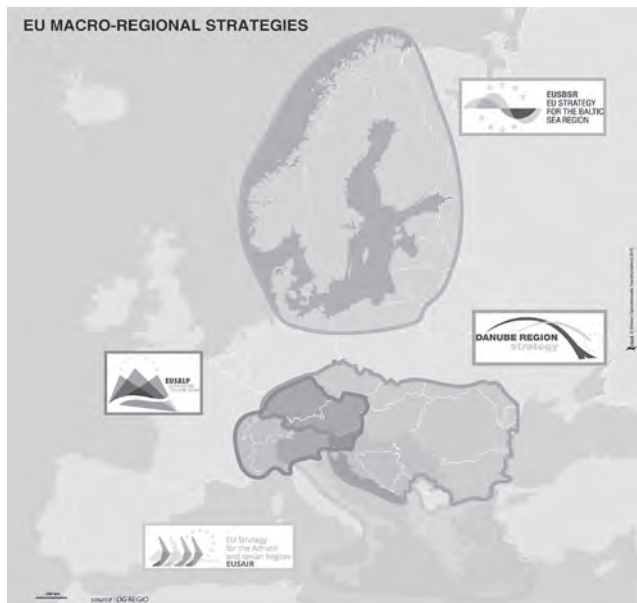 EU MACRO-REGIONAL STRATEGIES
EUSBSR
EU STRATEGY
FOR THE BALTIC
SEA REGION
DANUBE REGION
strategy
EUSALP
EU Strategy
for the Adriatic
and Ionian Region
EUSAIR
source : DG REGIO